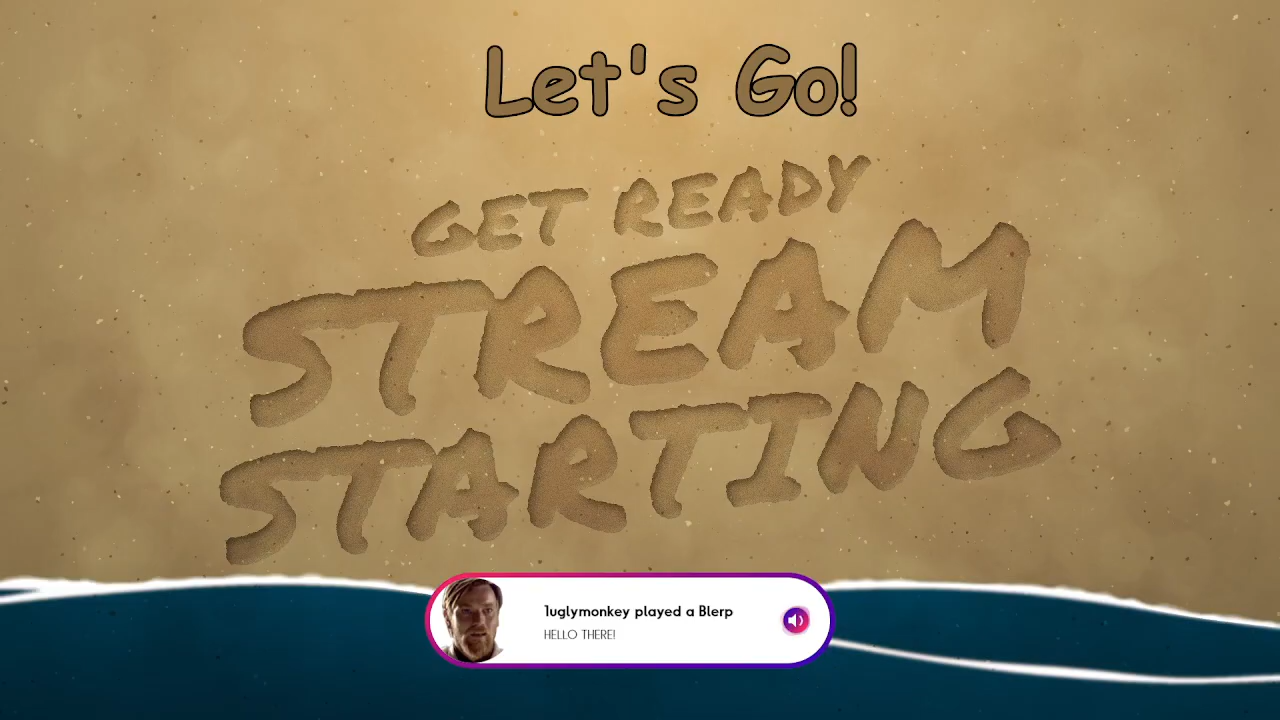 Let's Go!
GET READY
STREAM
STARTING
1uglymonkey played a Blerp
HELLO THERE!